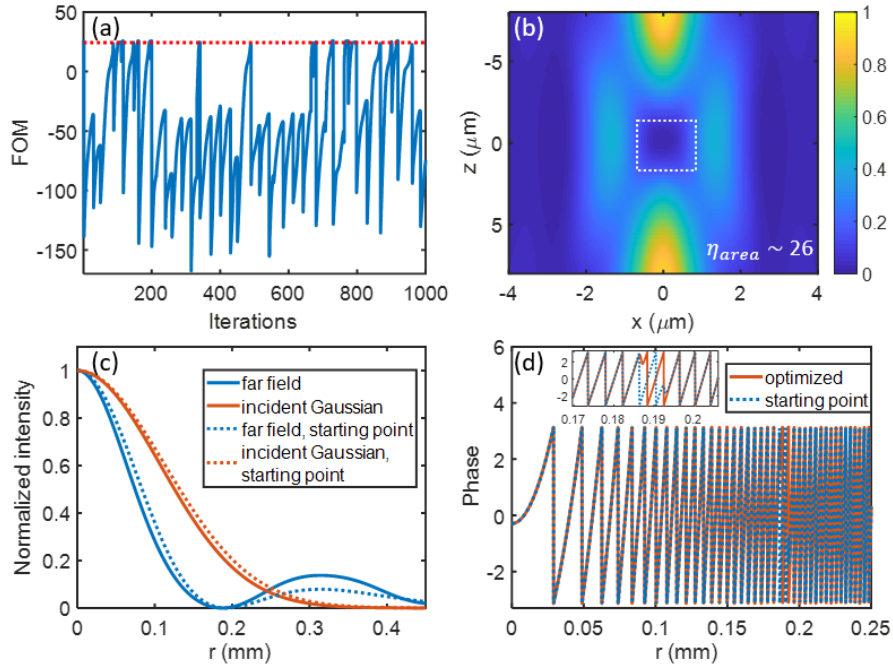 (a)
50
0
-50
-100
-150
FOM
200 400 600 800 1000
Iterations
(b)
-5
0
5
z (μm)
-4 -2 0 2 4
x (μm)
η_area ~ 26
1
0.8
0.6
0.4
0.2
0
(c)
1
0.8
0.6
0.4
0.2
0
Normalized intensity
far field
incident Gaussian
far field, starting point
incident Gaussian,
starting point
0 0.1 0.2 0.3 0.4
r (mm)
(d)
2
0
-2
0.17 0.18 0.19 0.2
optimized
starting point
2
0
-2
Phase
0 0.05 0.1 0.15 0.2 0.25
r (mm)